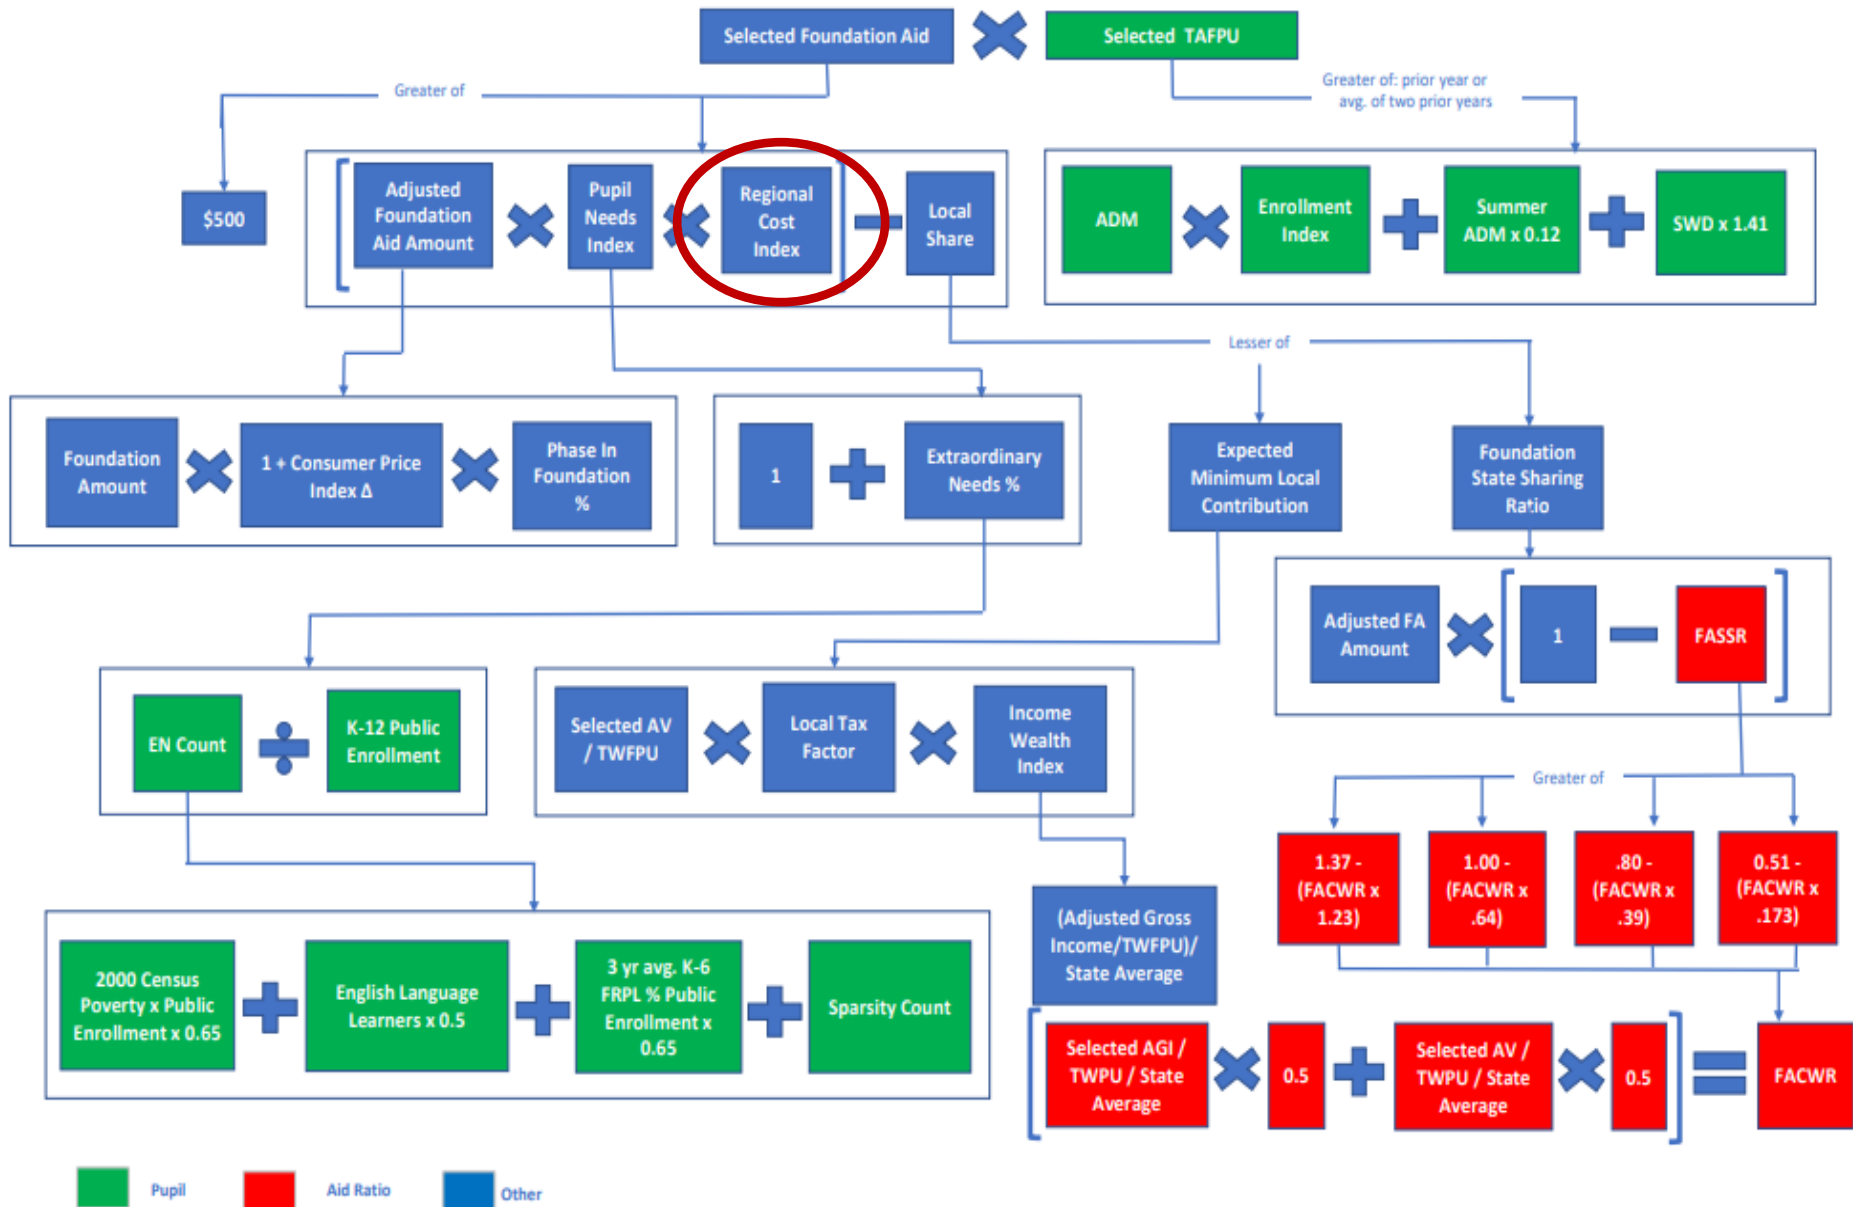 Selected Foundation Aid
Selected TAFPU
Greater of
Greater of: prior year or
avg. of two prior years
$500
Adjusted
Foundation
Aid Amount
Pupil
Needs
Index
Regional
Cost
Index
Local
Share
ADM
Enrollment
Index
Summer
ADM x 0.12
SWD x 1.41
Lesser of
Foundation
Amount
1 + Consumer Price
Index Δ
Phase In
Foundation
%
1
Extraordinary
Needs %
Expected
Minimum Local
Contribution
Foundation
State Sharing
Ratio
Adjusted FA
Amount
1
FASSR
EN Count
K-12 Public
Enrollment
Selected AV
/ TWFPU
Local Tax
Factor
Income
Wealth
Index
Greater of
1.37 -
(FACWR x
1.23)
1.00 -
(FACWR x
.64)
.80 -
(FACWR x
.39)
0.51 -
(FACWR x
.173)
(Adjusted Gross
Income/TWFPU)/
State Average
2000 Census
Poverty x Public
Enrollment x 0.65
English Language
Learners x 0.5
3 yr avg. K-6
FRPL % Public
Enrollment x
0.65
Sparsity Count
Selected AGI /
TWPU / State
Average
0.5
Selected AV /
TWPU / State
Average
0.5
FACWR
Pupil
Aid Ratio
Other